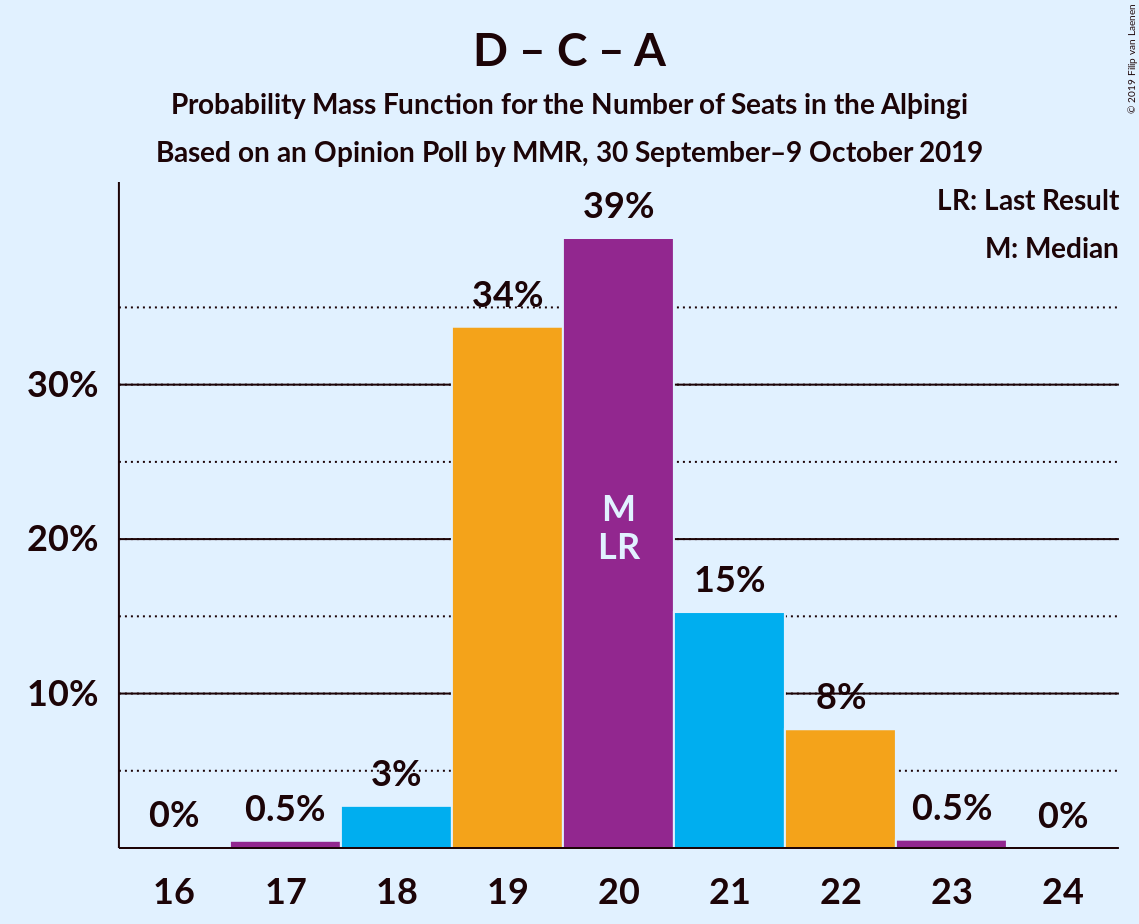 D – C – A
Probability Mass Function for the Number of Seats in the Alþingi
Based on an Opinion Poll by MMR, 30 September–9 October 2019
© 2019 Filip van Laenen
LR: Last Result
M: Median
30%
20%
10%
0%
0.5%
3%
34%
39%
M
LR
15%
8%
0.5%
0%
16
17
18
19
20
21
22
23
24